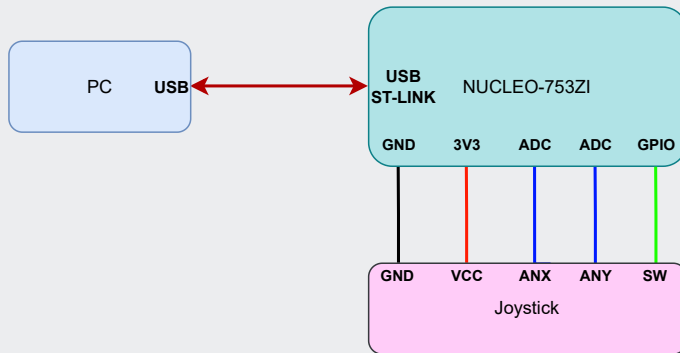 PC
USB
USB
ST-LINK
NUCLEO-753ZI
GND 3V3 ADC ADC GPIO
GND VCC ANX ANY SW
Joystick